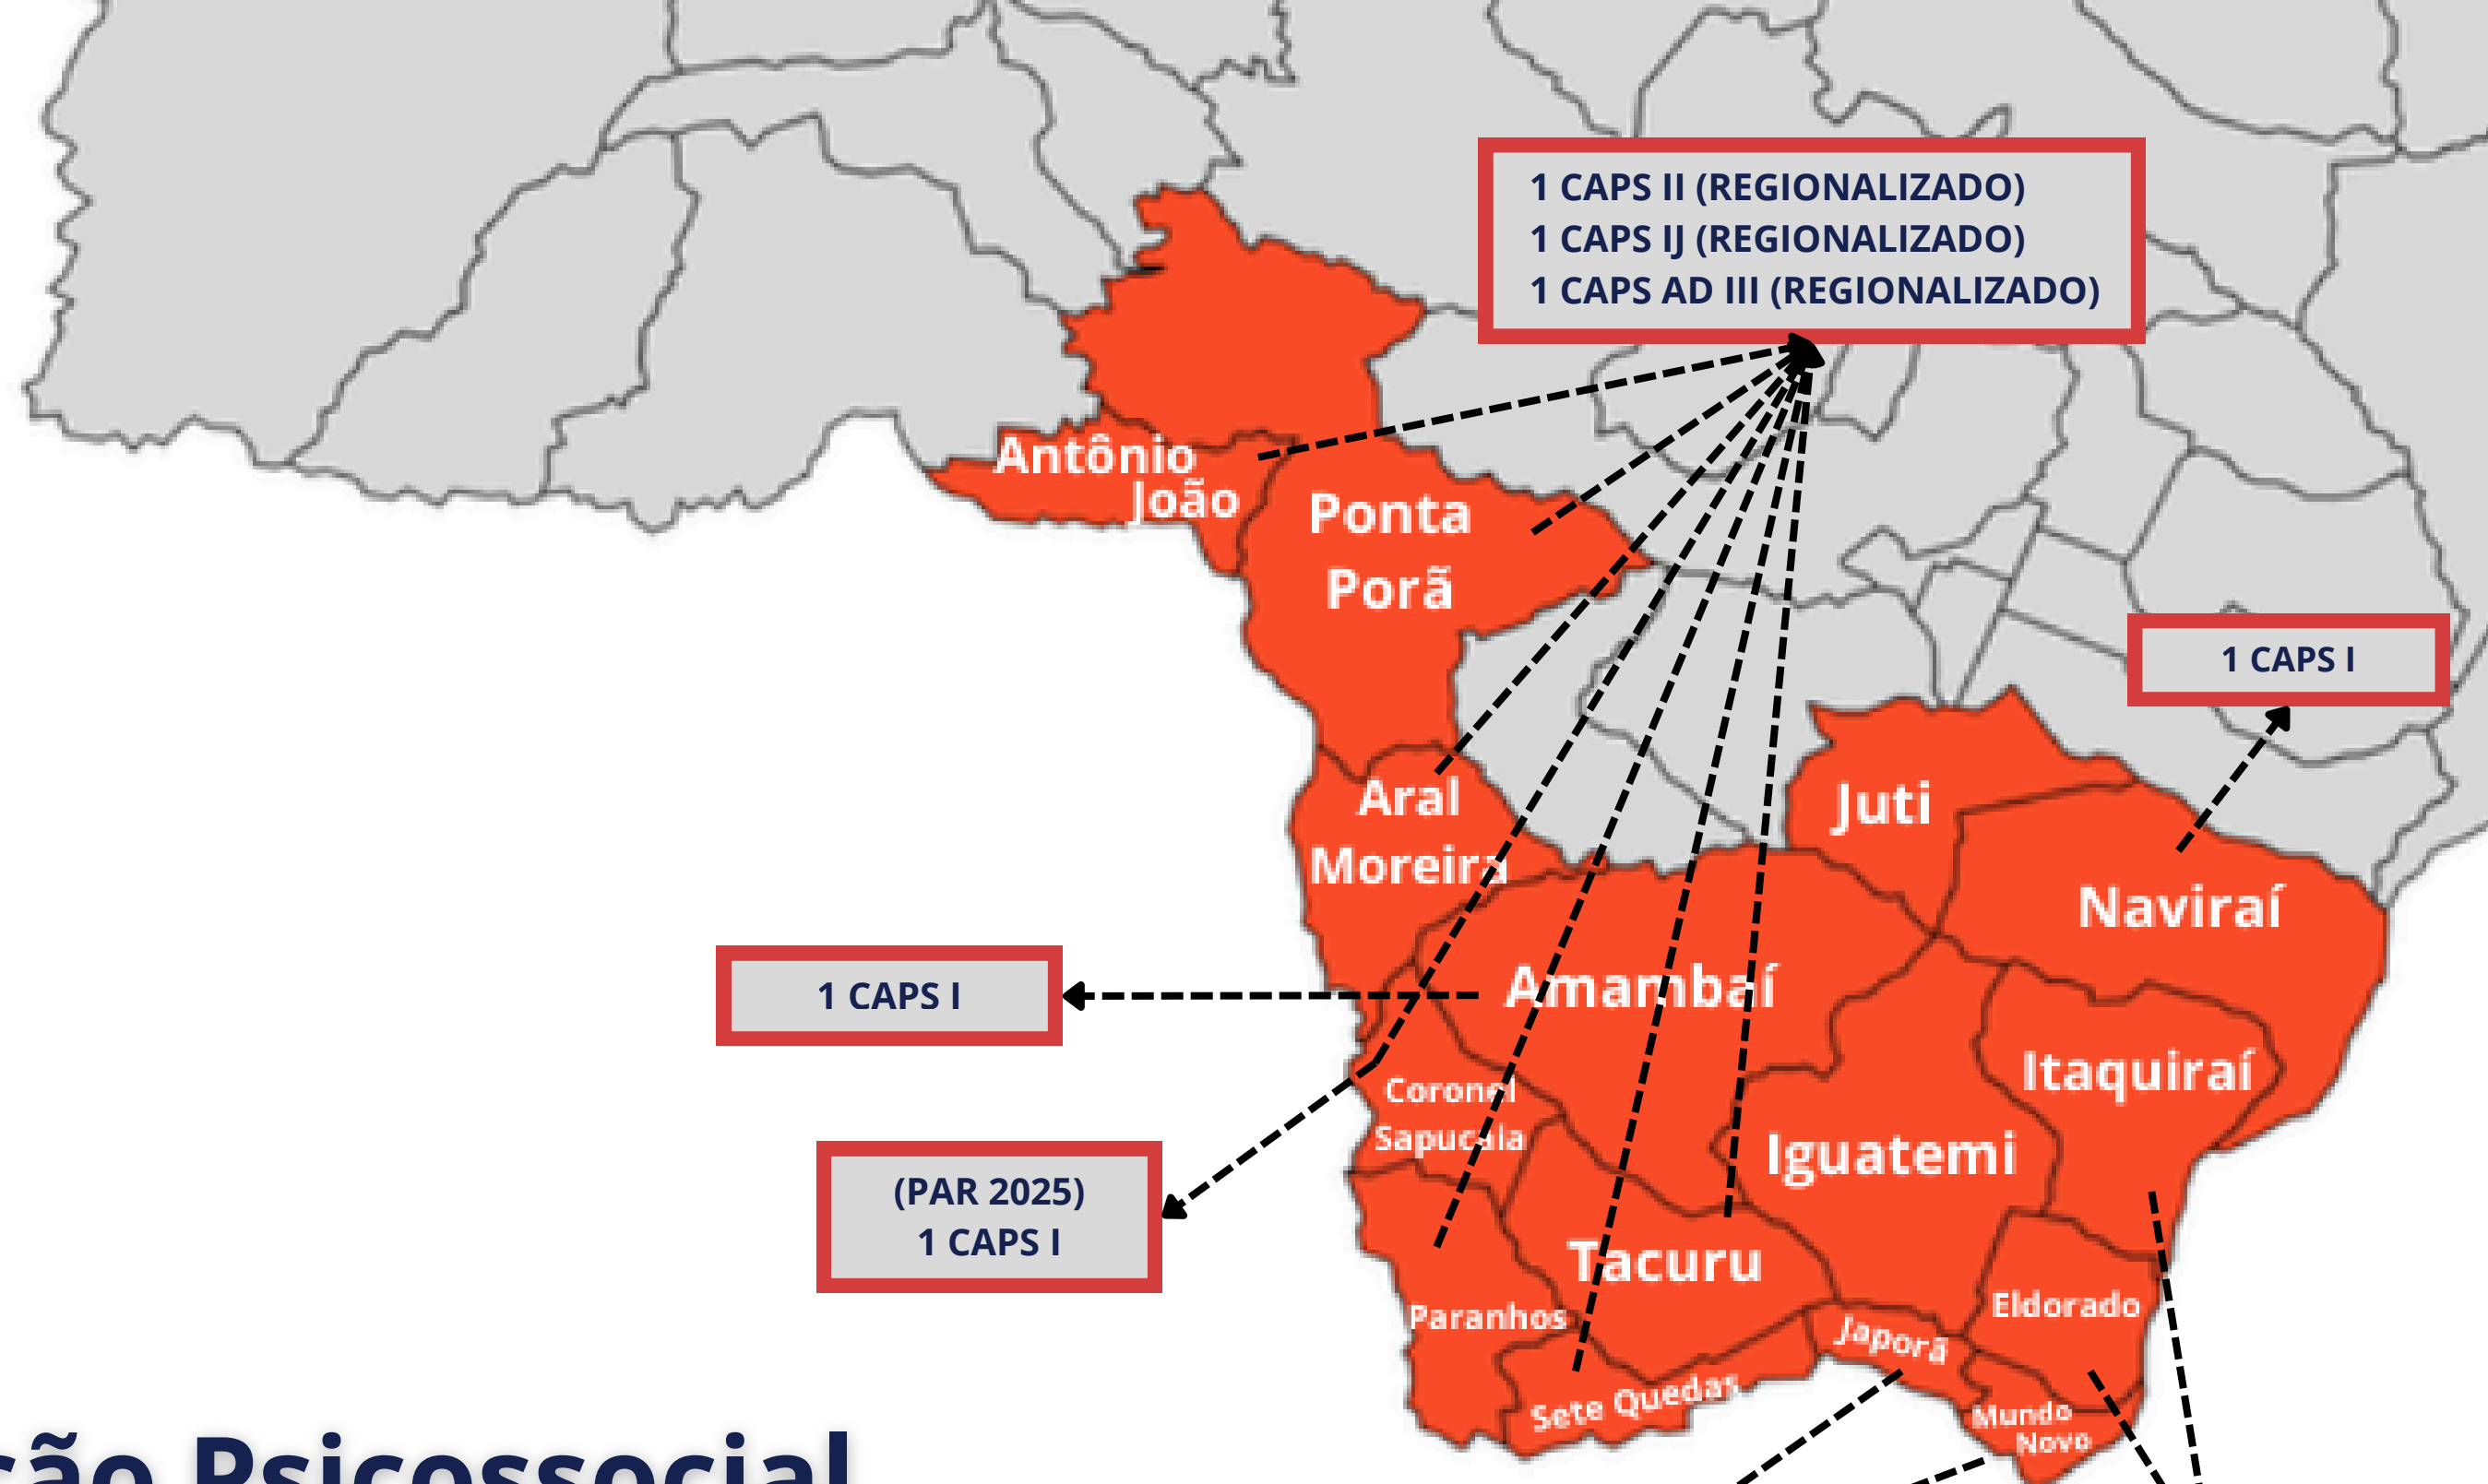 1 CAPS II (REGIONALIZADO)
1 CAPS IJ (REGIONALIZADO)
1 CAPS AD III (REGIONALIZADO)
Antônio
João
Ponta
Porã
1 CAPS I
Aral
Moreira
Juti
Naviraí
1 CAPS I
Amambaí
Itaquiraí
Coronel
Sapucaia
Iguatemi
(PAR 2025)
1 CAPS I
Tacuru
Paranhos
Eldorado
Japorã
Sete Quedas
Mundo
Novo
ção Psicossocial